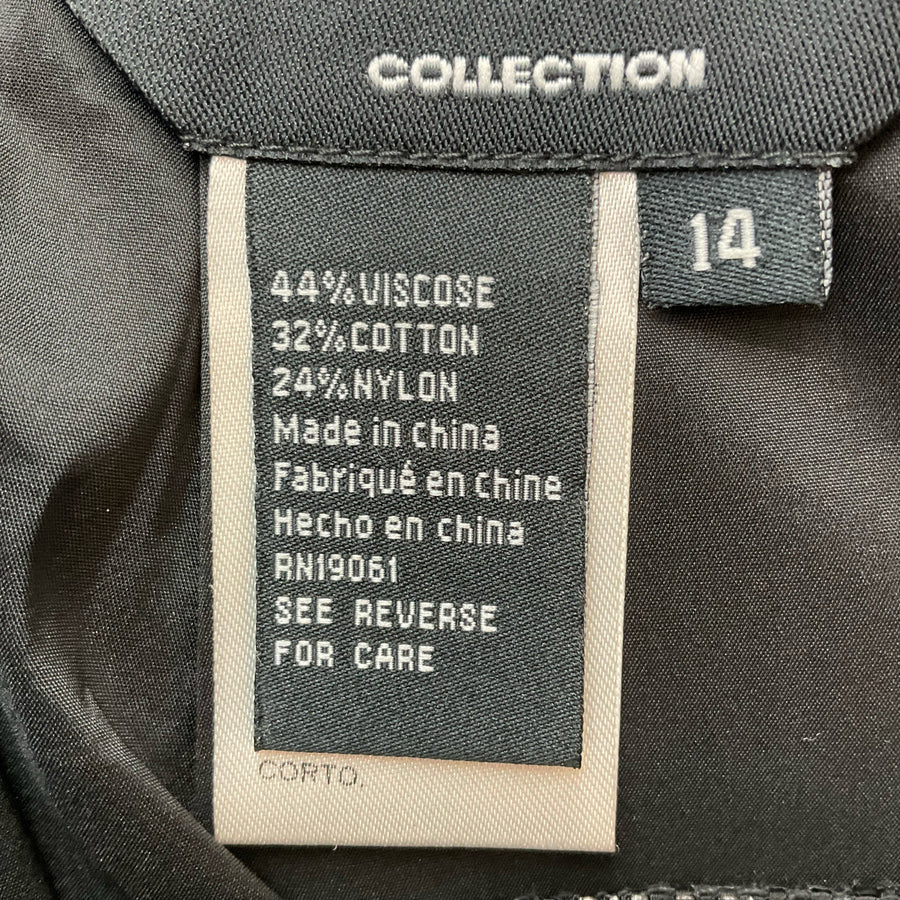 COLLECTION
14
44%VISCOSE
32%COTTON
24%NYLON
Made in china
Fabriqué en chine
Hecho en china
RN19061
SEE REVERSE
FOR CARE
CORTO.